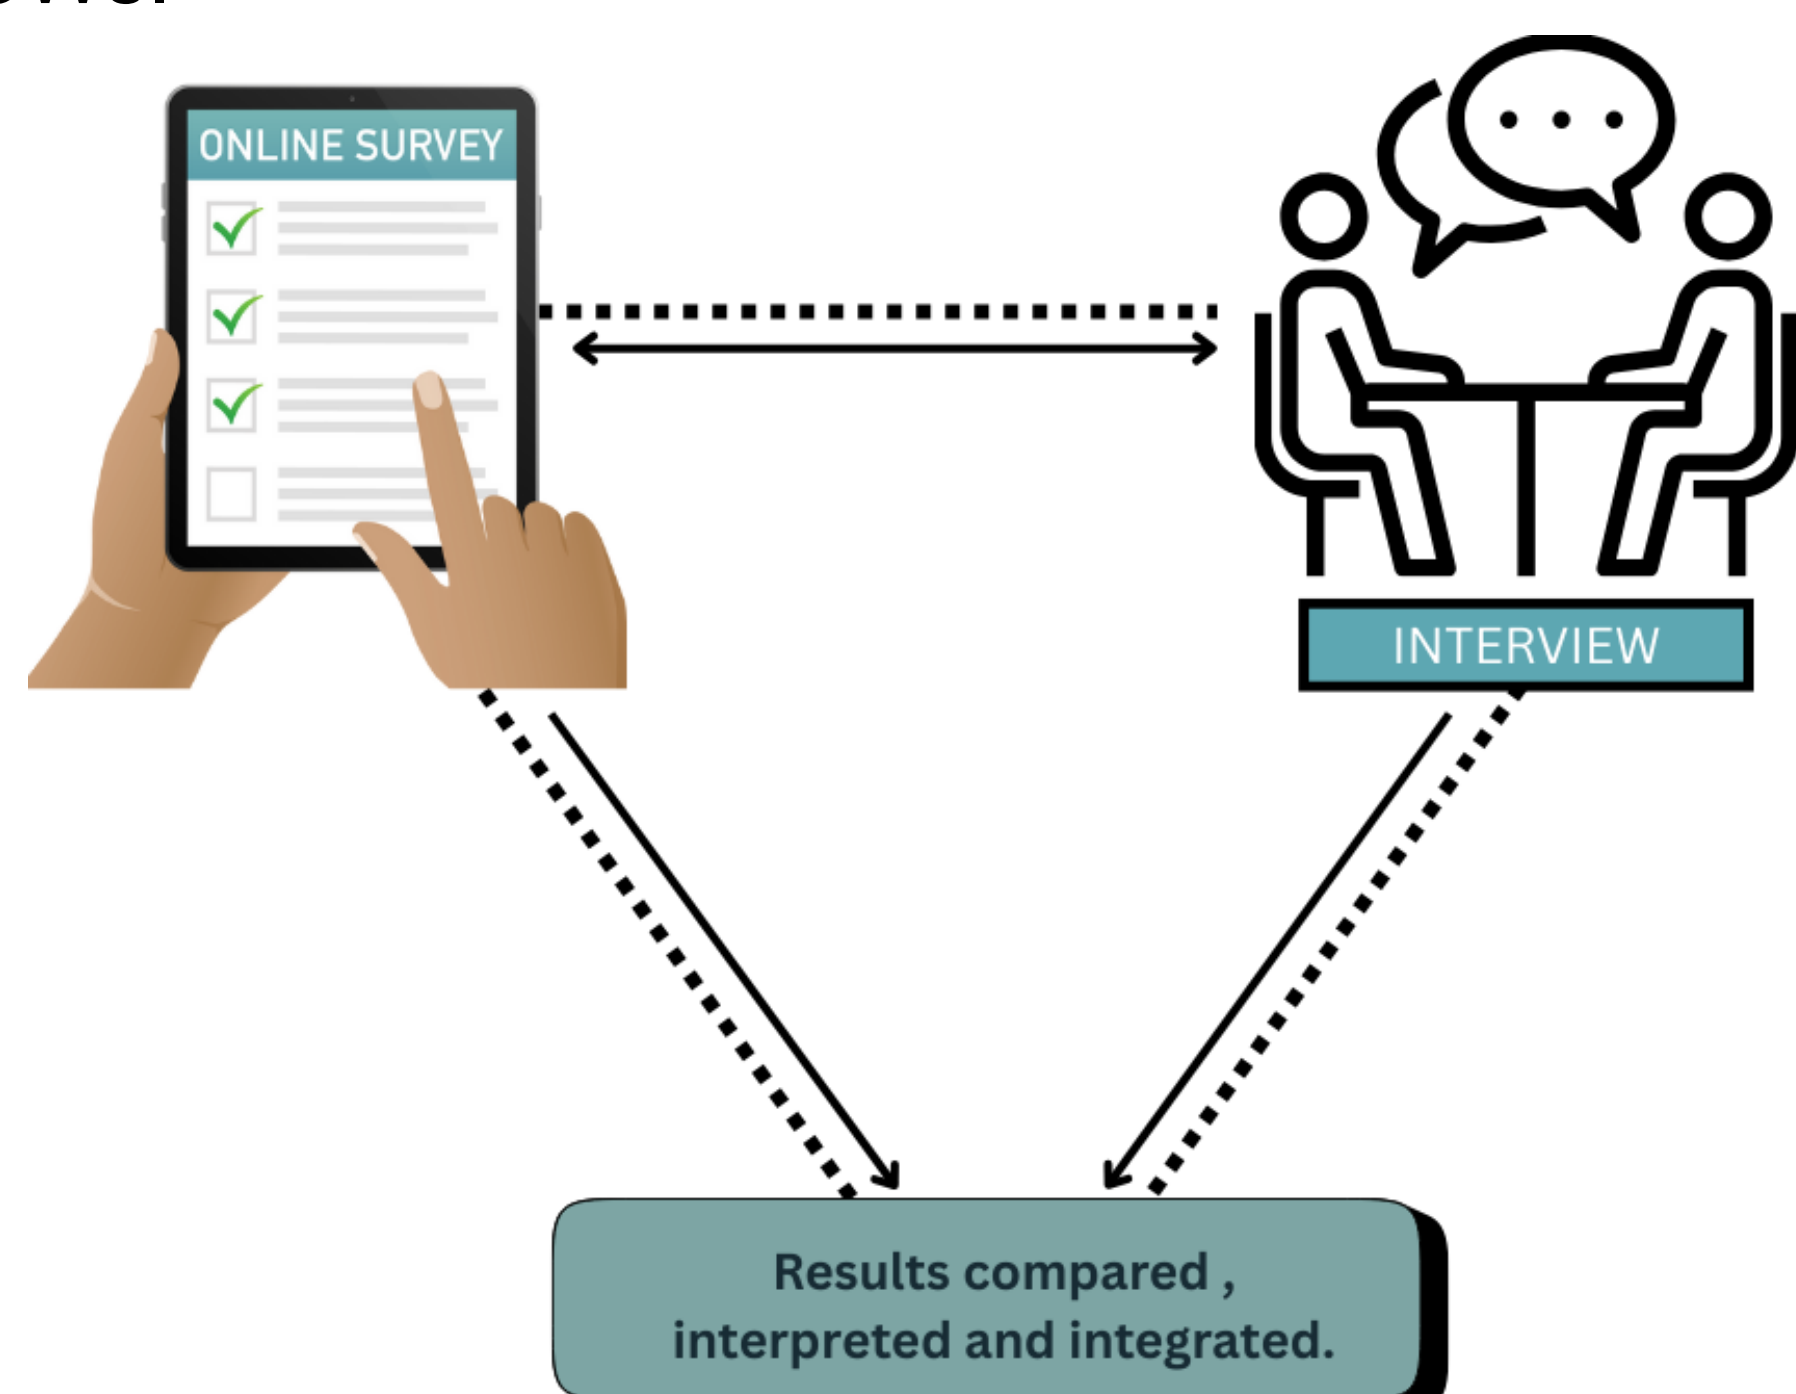 ONLINE SURVEY
INTERVIEW
Results compared ,
interpreted and integrated.